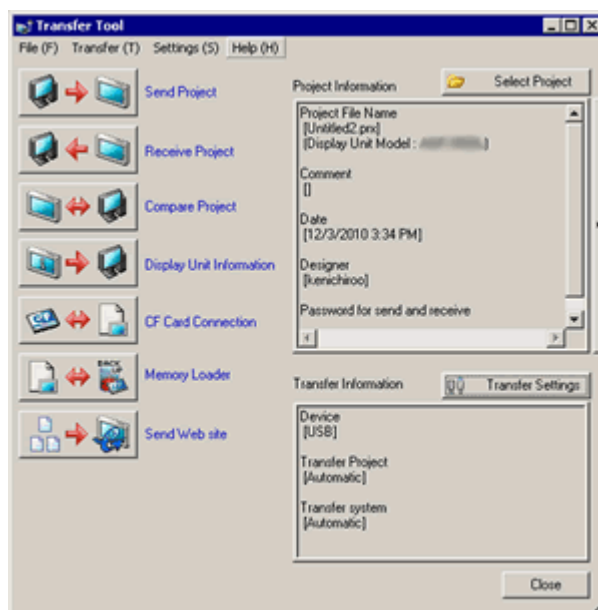 Transfer Tool
File (F) Transfer (T) Settings (S) Help (H)
Send Project
Receive Project
Compare Project
Display Unit Information
CF Card Connection
Memory Loader
Send Web site
Project Information
Select Project
Project File Name
[Untitled2.prx]
(Display Unit Model : )
Comment
[]
Date
[12/3/2010 3:34 PM]
Designer
[kenichiroo]
Password for send and receive
Transfer Information
Transfer Settings
Device
[USB]
Transfer Project
[Automatic]
Transfer system
[Automatic]
Close